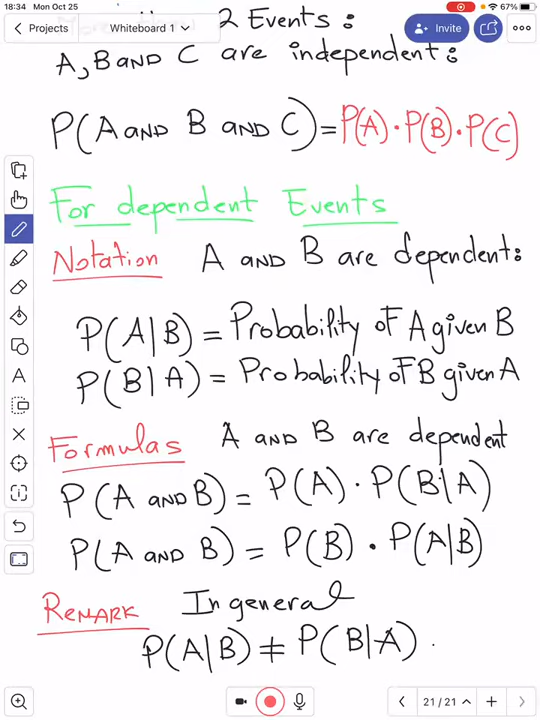 18:34 Mon Oct 25
67%
Projects
Whiteboard 1
Invite
2 Events:
A, B AND C are independent:
P(A AND B AND C) = P(A) · P(B) · P(C)
For dependent Events
Notation A AND B are dependent:
P(A|B) = Probability of A given B
P(B|A) = Probability of B given A
Formulas A AND B are dependent
P(A AND B) = P(A) · P(B|A)
P(A AND B) = P(B) · P(A|B)
REMARK In general
P(A|B) ≠ P(B|A) .
A
21/21